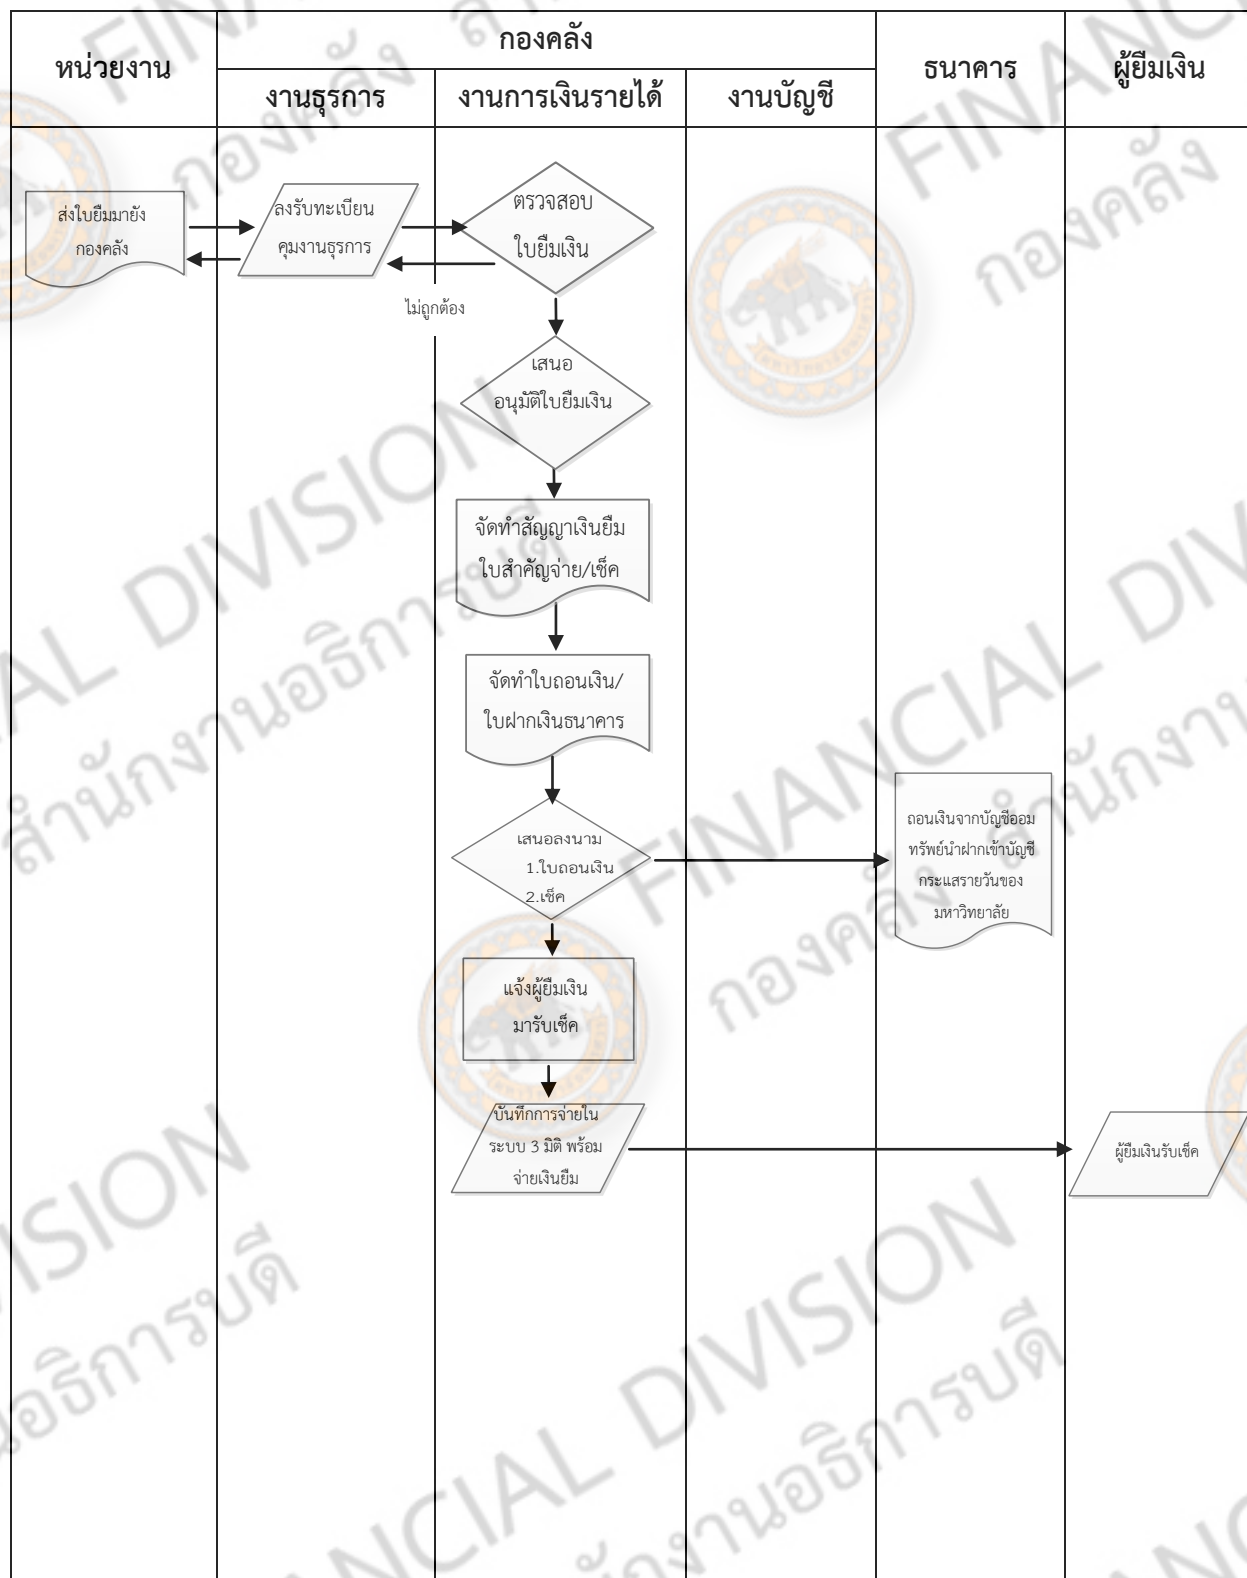 หน่วยงาน
กองคลัง
ธนาคาร
ผู้ยืมเงิน
งานธุรการ
งานการเงินรายได้
งานบัญชี
ส่งใบยืมมายัง
กองคลัง
ลงรับทะเบียน
คุมงานธุรการ
ตรวจสอบ
ใบยืมเงิน
ไม่ถูกต้อง
เสนอ
อนุมัติใบยืมเงิน
จัดทำสัญญาเงินยืม
ใบสำคัญจ่าย/เช็ค
จัดทำใบถอนเงิน/
ใบฝากเงินธนาคาร
เสนอลงนาม
1.ใบถอนเงิน
2.เช็ค
ถอนเงินจากบัญชีออม
ทรัพย์นำฝากเข้าบัญชี
กระแสรายวันของ
มหาวิทยาลัย
แจ้งผู้ยืมเงิน
มารับเช็ค
บันทึกการจ่ายใน
ระบบ 3 มิติ พร้อม
จ่ายเงินยืม
ผู้ยืมเงินรับเช็ค
FINANCIAL DIVISION
กองคลัง สำนักงานอธิการบดี